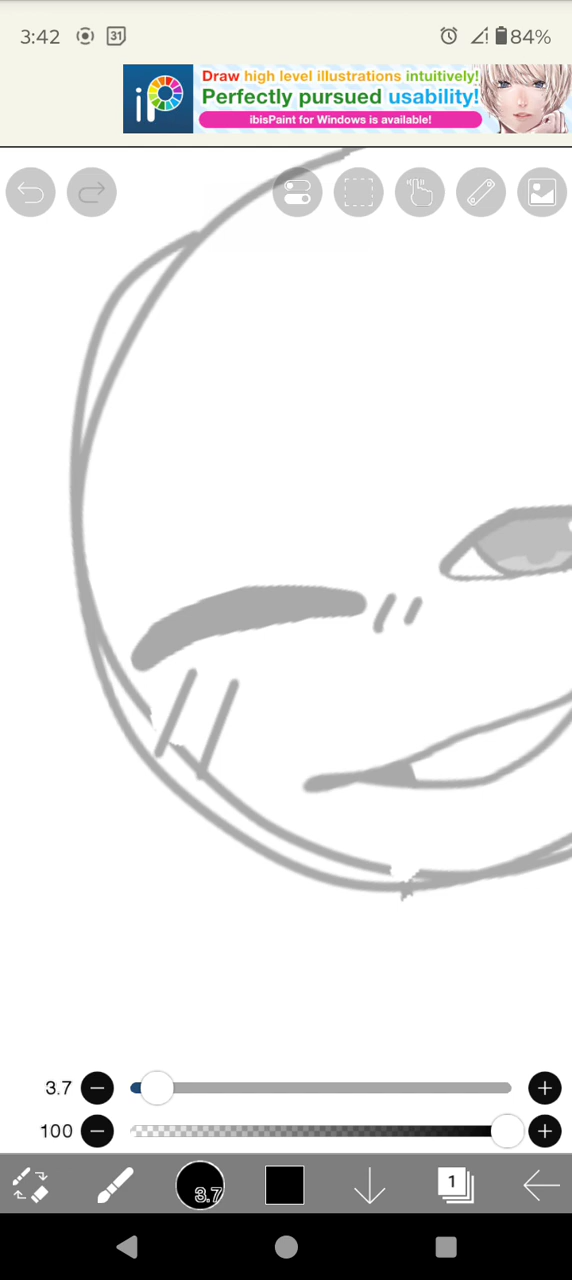 3:42 31 84%
iP Draw high level illustrations intuitively!
Perfectly pursued usability!
ibisPaint for Windows is available!
3.7
100
3.7 1